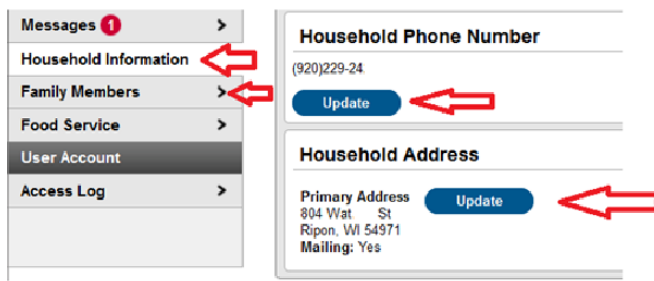 Messages 1
Household Information
Family Members
Food Service
User Account
Access Log
Household Phone Number
(920)229-24
Update
Household Address
Primary Address
Update
804 Wat St
Ripon, WI 54971
Mailing: Yes